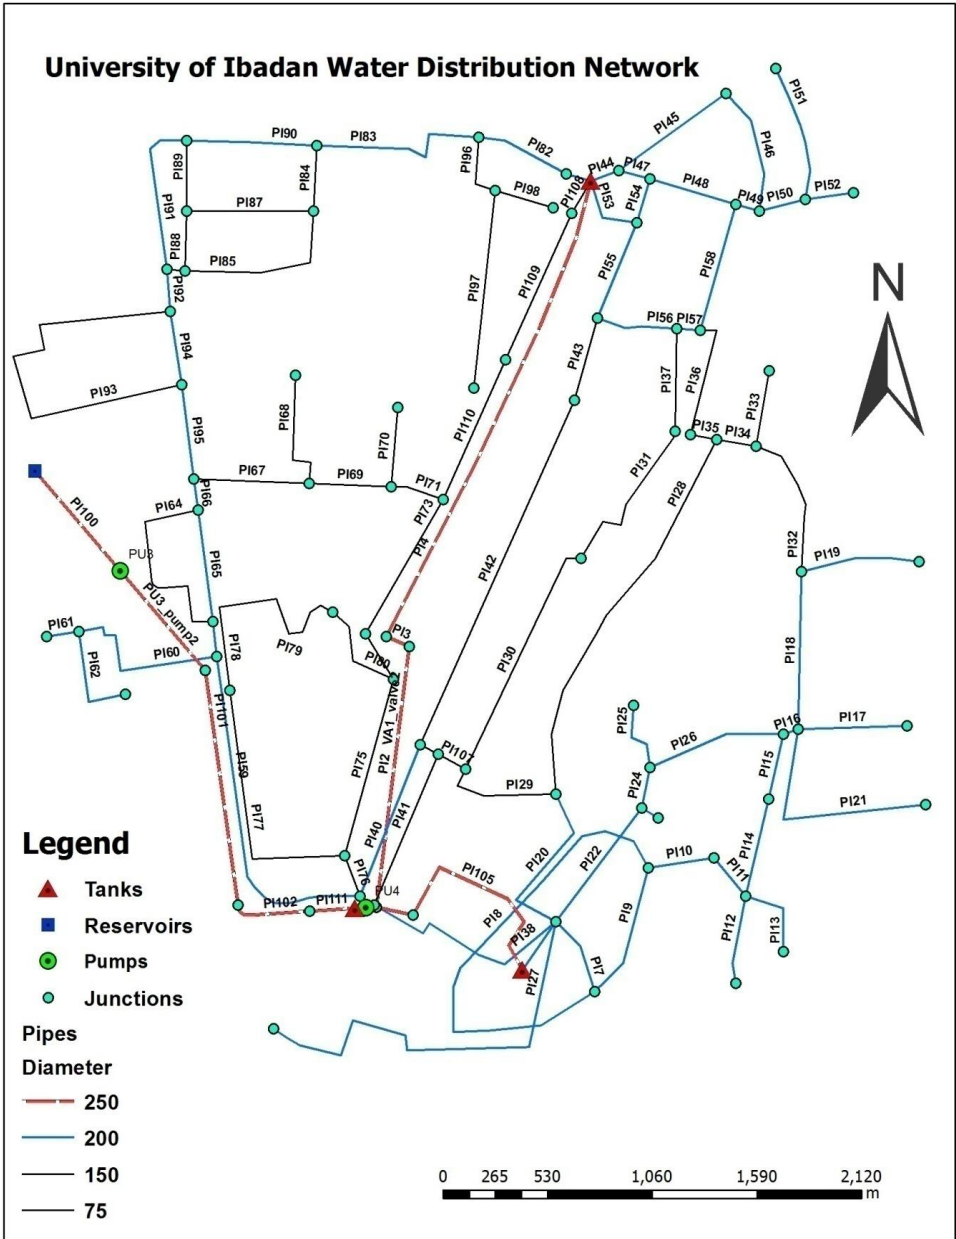 University of Ibadan Water Distribution Network
PI51
PI45
PI90
PI83
PI96
PI82
PI46
PI89
PI84
PI44
PI47
PI98
PI108
PI53
PI54
PI48
PI49
PI50
PI52
PI91
PI87
PI88
PI85
PI109
PI55
PI58
N
PI92
PI97
PI94
PI43
PI56
PI57
PI93
PI37
PI36
PI33
PI95
PI68
PI70
PI110
PI35
PI34
PI67
PI69
PI71
PI31
PI28
PI100
PI64
PI66
PI73
PI4
PU3
PI65
PI42
PI32
PI19
PU3_pump2
PI61
PI60
PI62
PI78
PI79
PI80
PI3
PI30
PI18
PI101
VA1_valve2
PI2
PI25
PI26
PI16
PI17
PI59
PI75
PI107
PI15
PI77
PI40
PI41
PI29
PI24
PI21
PI20
PI22
PI14
PI10
PI11
Legend
Tanks
PI76
PU4
PI105
PI102
PI111
PI8
PI38
PI9
PI12
PI13
Reservoirs
PI27
PI7
Pumps
Junctions
Pipes
Diameter
250
200
150
75
0 265 530 1,060 1,590 2,120
m